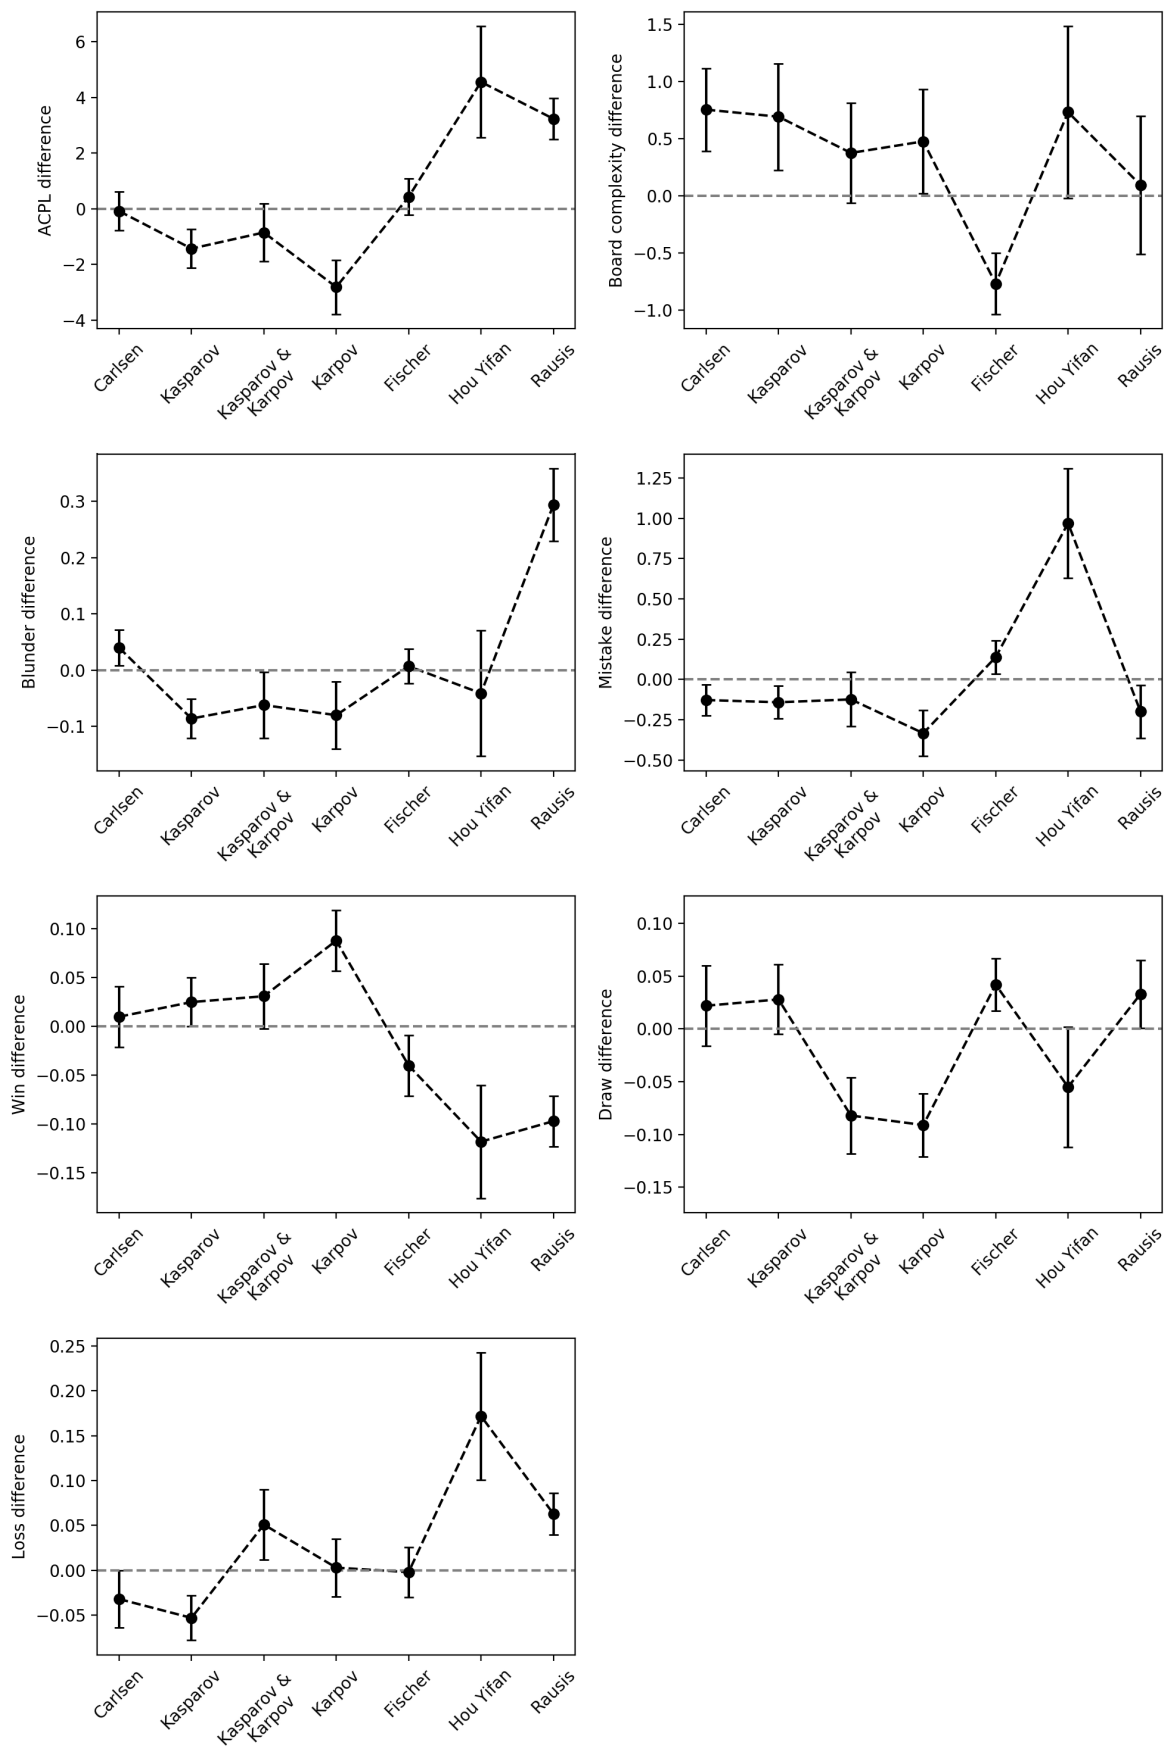 6
4
2
0
−2
−4
ACPL difference
Carlsen
Kasparov
Kasparov &
Karpov
Karpov
Fischer
Hou Yifan
Rausis
1.5
1.0
0.5
0.0
−0.5
−1.0
Board complexity difference
Carlsen
Kasparov
Kasparov &
Karpov
Karpov
Fischer
Hou Yifan
Rausis
0.3
0.2
0.1
0.0
−0.1
Blunder difference
Carlsen
Kasparov
Kasparov &
Karpov
Karpov
Fischer
Hou Yifan
Rausis
1.25
1.00
0.75
0.50
0.25
0.00
−0.25
−0.50
Mistake difference
Carlsen
Kasparov
Kasparov &
Karpov
Karpov
Fischer
Hou Yifan
Rausis
0.10
0.05
0.00
−0.05
−0.10
−0.15
Win difference
Carlsen
Kasparov
Kasparov &
Karpov
Karpov
Fischer
Hou Yifan
Rausis
0.10
0.05
0.00
−0.05
−0.10
−0.15
Draw difference
Carlsen
Kasparov
Kasparov &
Karpov
Karpov
Fischer
Hou Yifan
Rausis
0.25
0.20
0.15
0.10
0.05
0.00
−0.05
Loss difference
Carlsen
Kasparov
Kasparov &
Karpov
Karpov
Fischer
Hou Yifan
Rausis